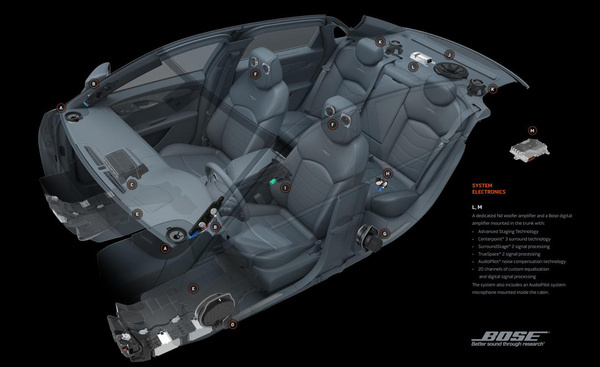 K
J
L
K
B
F
A
F
M
C
H
I
E
B
A
G
E
D
SYSTEM
ELECTRONICS
L, M
A dedicated Nd woofer amplifier and a Bose digital
amplifier mounted in the trunk with:
• Advanced Staging Technology
• Centerpoint® 3 surround technology
• SurroundStage® 2 signal processing
• TrueSpace® 2 signal processing
• AudioPilot® noise compensation technology
• 20 channels of custom equalization
and digital signal processing
The system also includes an AudioPilot system
microphone mounted inside the cabin.
BOSE
Better sound through research®